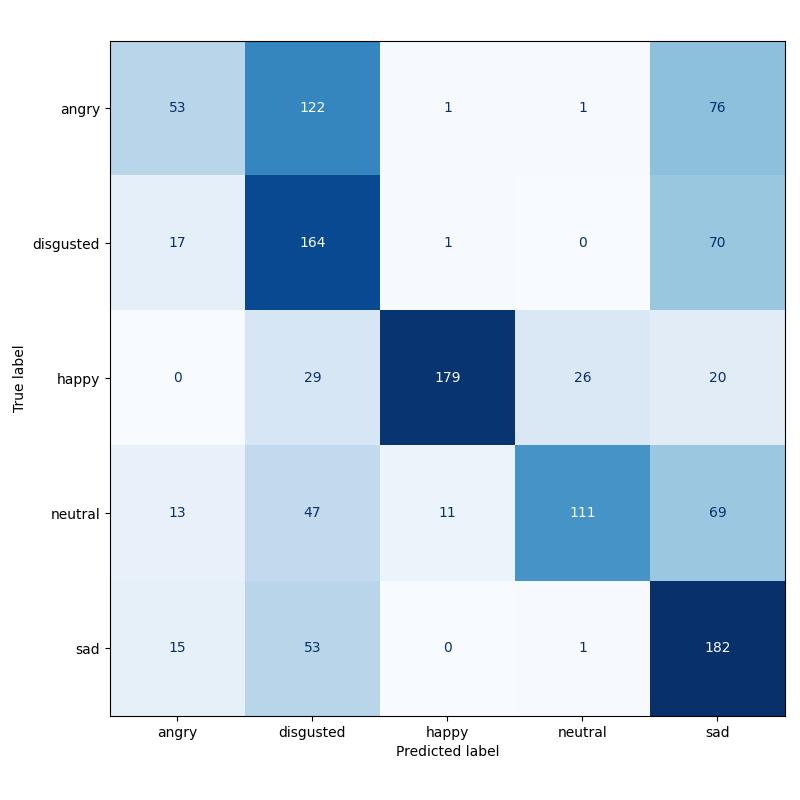 angry 53 122 1 1 76
disgusted 17 164 1 0 70
happy 0 29 179 26 20
neutral 13 47 11 111 69
sad 15 53 0 1 182
angry disgusted happy neutral sad
Predicted label
True label